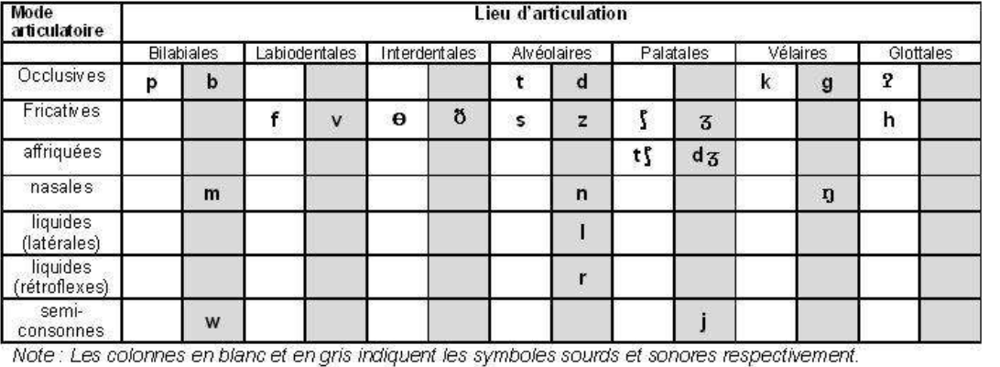 Mode articulatoire Lieu d'articulation
Bilabiales Labiodentales Interdentales Alvéolaires Palatales Vélaires Glottales
Occlusives p b t d k g ʔ
Fricatives f v ɵ ð s z ʃ ʒ h
affriquées tʃ dʒ
nasales m n ŋ
liquides (latérales) l
liquides (rétroflexes) r
semi-consonnes w j
Note : Les colonnes en blanc et en gris indiquent les symboles sourds et sonores respectivement.